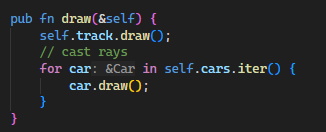 pub fn draw(&self) {
    self.track.draw();
    // cast rays
    for car: &Car in self.cars.iter() {
        car.draw();
    }
}